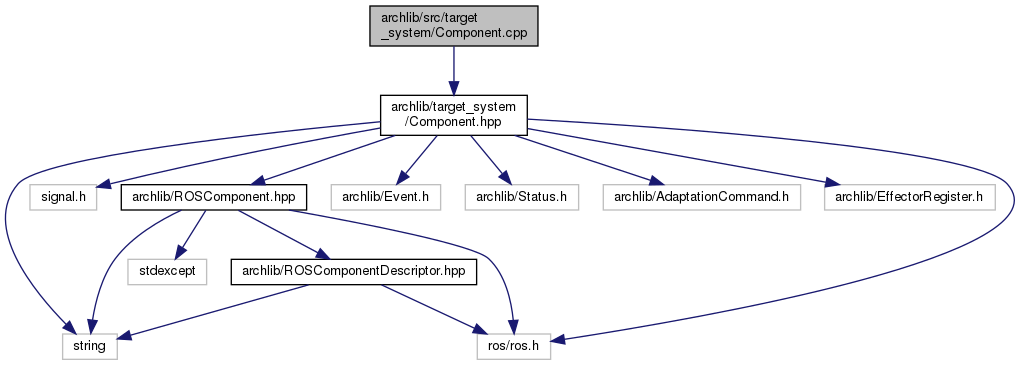 archlib/src/target
_system/Component.cpp
archlib/target_system
/Component.hpp
signal.h
archlib/ROSComponent.hpp
archlib/Event.h
archlib/Status.h
archlib/AdaptationCommand.h
archlib/EffectorRegister.h
stdexcept
archlib/ROSComponentDescriptor.hpp
string
ros/ros.h